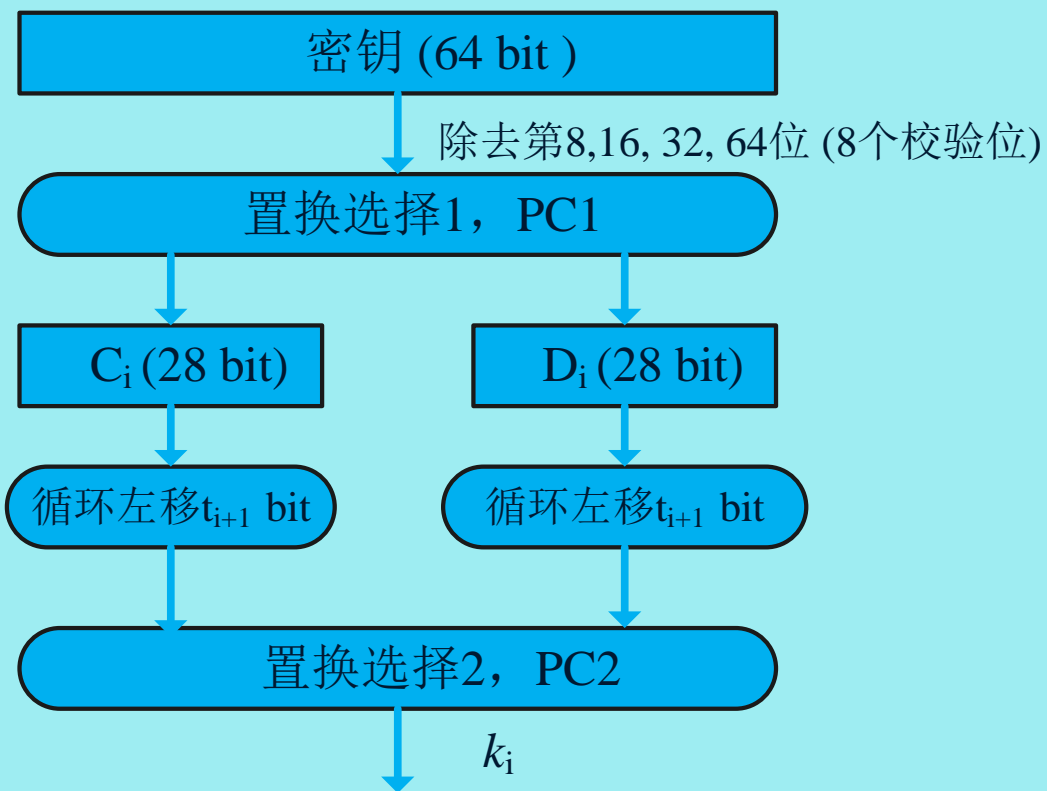 密钥 (64 bit )
除去第8,16, 32, 64位 (8个校验位)
置换选择1，PC1
Ci (28 bit)
Di (28 bit)
循环左移ti+1 bit
循环左移ti+1 bit
置换选择2，PC2
ki